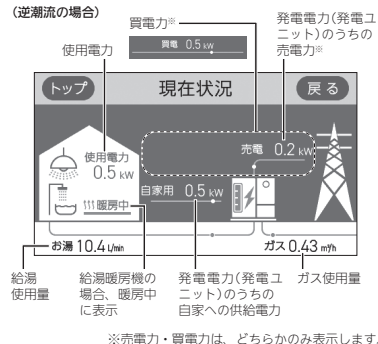 (逆潮流の場合)
買電力※
発電電力(発電ユ
ニット)のうちの
売電力※
使用電力
買電 0.5 kW
トップ
現在状況
戻る
売電 0.2 kW
使用電力
0.5 kW
自家用 0.5 kW
暖房中
お湯 10.4 L/min
ガス 0.43 m³/h
給湯
使用量
給湯暖房機の
場合、暖房中
に表示
発電電力(発電ユ
ニット)のうちの
自家への供給電力
ガス使用量
※売電力・買電力は、どちらかのみ表示します。